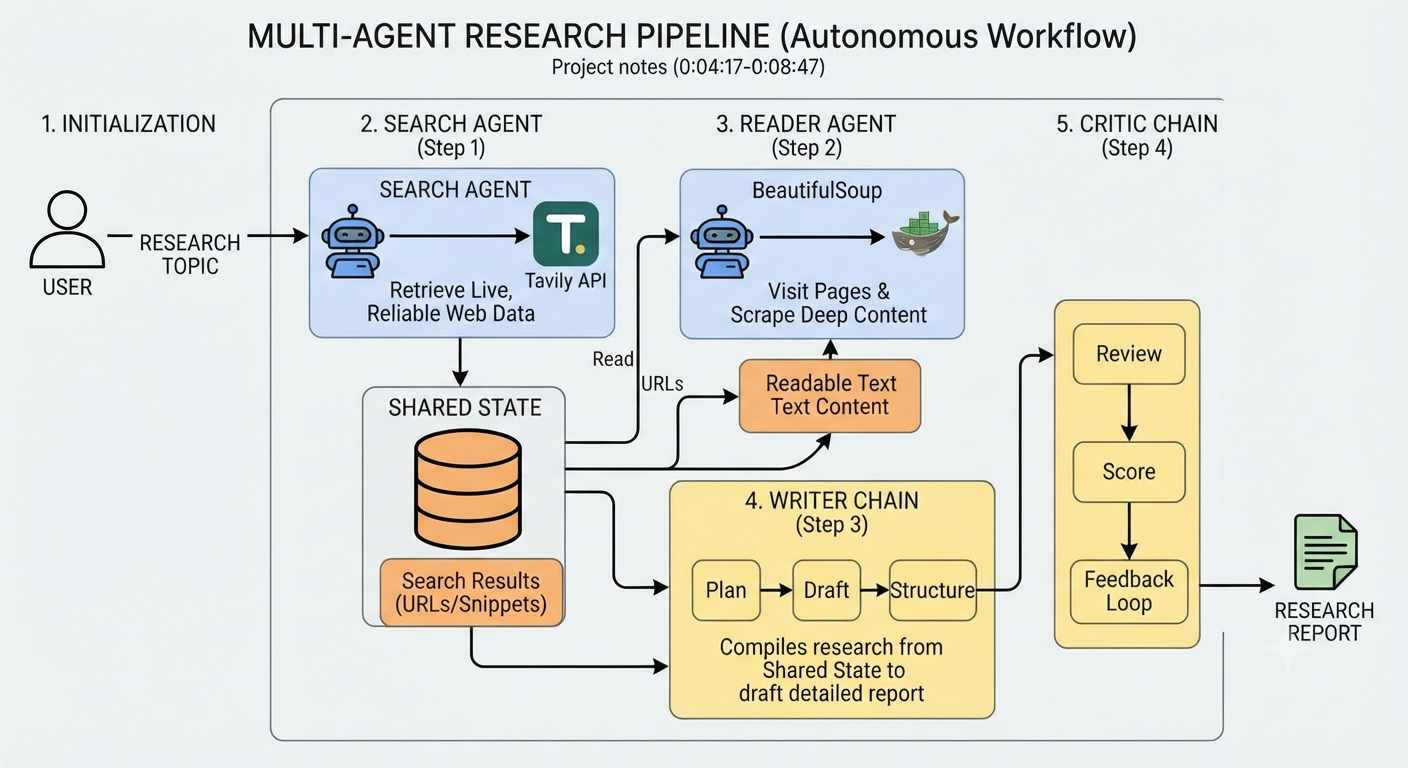 MULTI-AGENT RESEARCH PIPELINE (Autonomous Workflow)
Project notes (0:04:17-0:08:47)
1. INITIALIZATION
USER
RESEARCH
TOPIC
2. SEARCH AGENT
(Step 1)
SEARCH AGENT
T.
Tavily API
Retrieve Live,
Reliable Web Data
SHARED STATE
Search Results
(URLs/Snippets)
Read
URLs
3. READER AGENT
(Step 2)
BeautifulSoup
Visit Pages &
Scrape Deep Content
Readable Text
Text Content
4. WRITER CHAIN
(Step 3)
Plan
Draft
Structure
Compiles research from
Shared State to
draft detailed report
5. CRITIC CHAIN
(Step 4)
Review
Score
Feedback
Loop
RESEARCH
REPORT